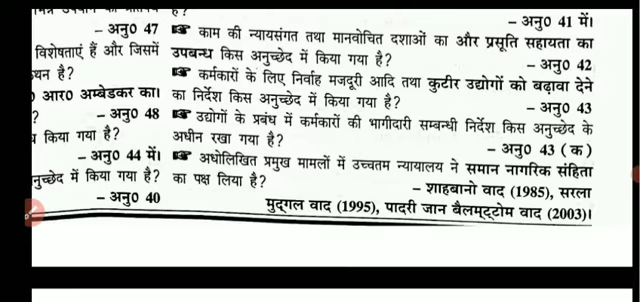 – अनु० 47
विशेषताएं हैं और जिसमें
थन है?
आर० अम्बेडकर का।
– अनु० 48
किया गया है?
– अनु० 44 में।
नुच्छेद में किया गया है?
– अनु० 40
– अनु० 41 में।
☞ काम की न्यायसंगत तथा मानवोचित दशाओं का और प्रसूति सहायता का
उपबन्ध किस अनुच्छेद में किया गया है?
– अनु० 42
☞ कर्मकारों के लिए निर्वाह मजदूरी आदि तथा कुटीर उद्योगों को बढ़ावा देने
का निर्देश किस अनुच्छेद में किया गया है?
– अनु० 43
☞ उद्योगों के प्रबंध में कर्मकारों की भागीदारी सम्बन्धी निर्देश किस अनुच्छेद के
अधीन रखा गया है?
– अनु० 43 (क)
☞ अधोलिखित प्रमुख मामलों में उच्चतम न्यायालय ने समान नागरिक संहिता
का पक्ष लिया है?
– शाहबानो वाद (1985), सरला
मुद्गल वाद (1995), पादरी जान बैलमट्टोम वाद (2003)।